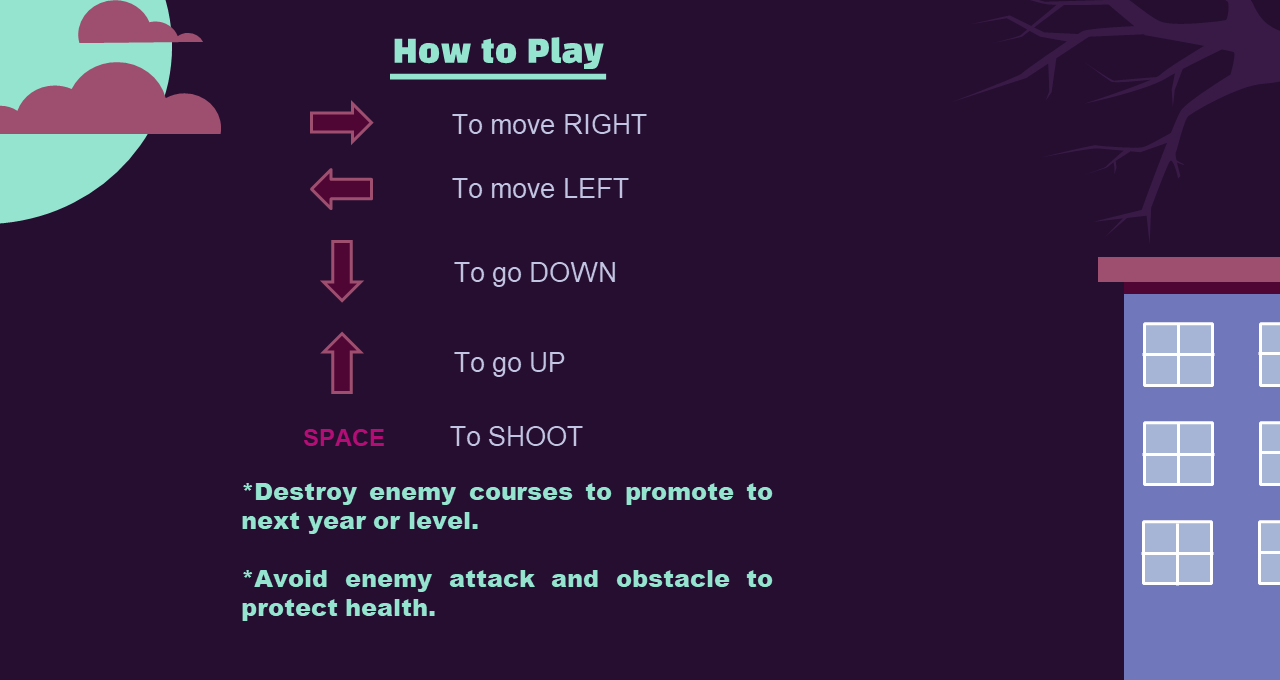 How to Play
To move RIGHT
To move LEFT
To go DOWN
To go UP
SPACE To SHOOT
*Destroy enemy courses to promote to
next year or level.
*Avoid enemy attack and obstacle to
protect health.